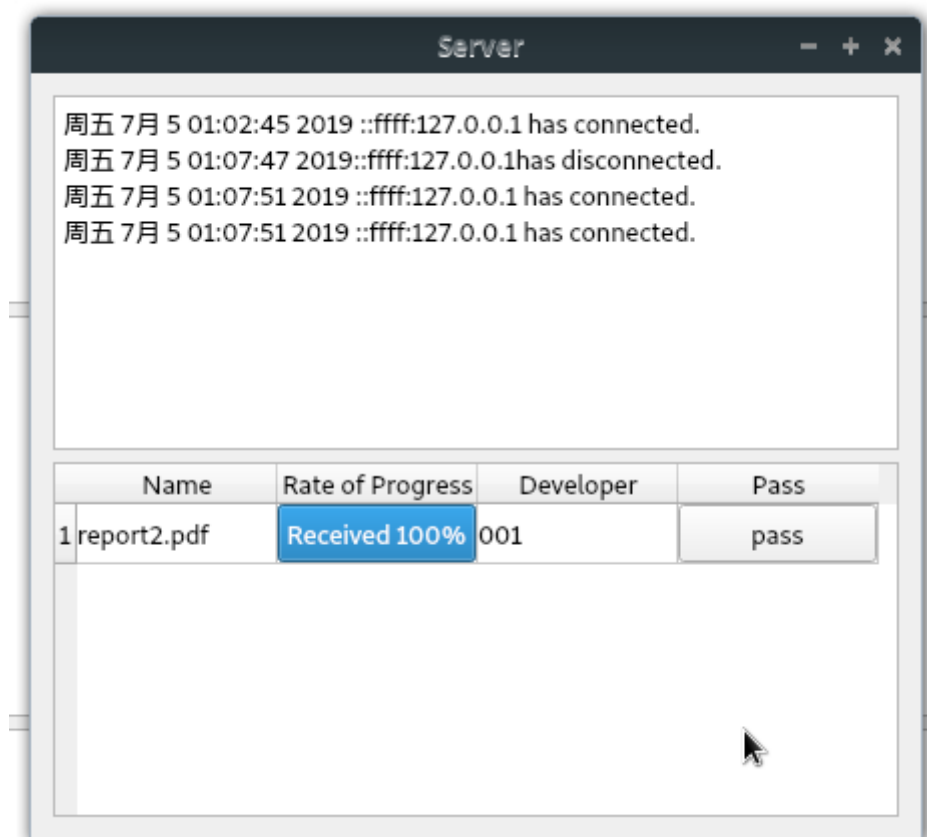 Server
周五 7月 5 01:02:45 2019 ::ffff:127.0.0.1 has connected.
周五 7月 5 01:07:47 2019::ffff:127.0.0.1has disconnected.
周五 7月 5 01:07:51 2019 ::ffff:127.0.0.1 has connected.
周五 7月 5 01:07:51 2019 ::ffff:127.0.0.1 has connected.
Name Rate of Progress Developer Pass
1 report2.pdf Received 100% 001 pass